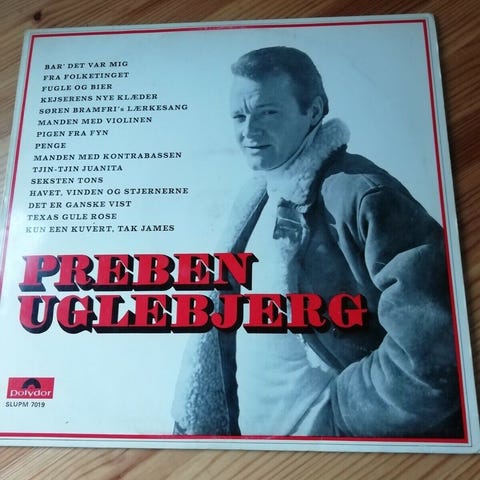 BAR' DET VAR MIG
FRA FOLKETINGET
FUGLE OG BIER
KEJSERENS NYE KLÆDER
SØREN BRAMFRI's LÆRKESANG
MANDEN MED VIOLINEN
PIGEN FRA FYN
PENGE
MANDEN MED KONTRABASSEN
TJIN-TJIN JUANITA
SEKSTEN TONS
HAVET, VINDEN OG STJERNERNE
DET ER GANSKE VIST
TEXAS GULE ROSE
KUN EEN KUVERT, TAK JAMES
PREBEN
UGLEBJERG
Polydor
SLUPM 7019